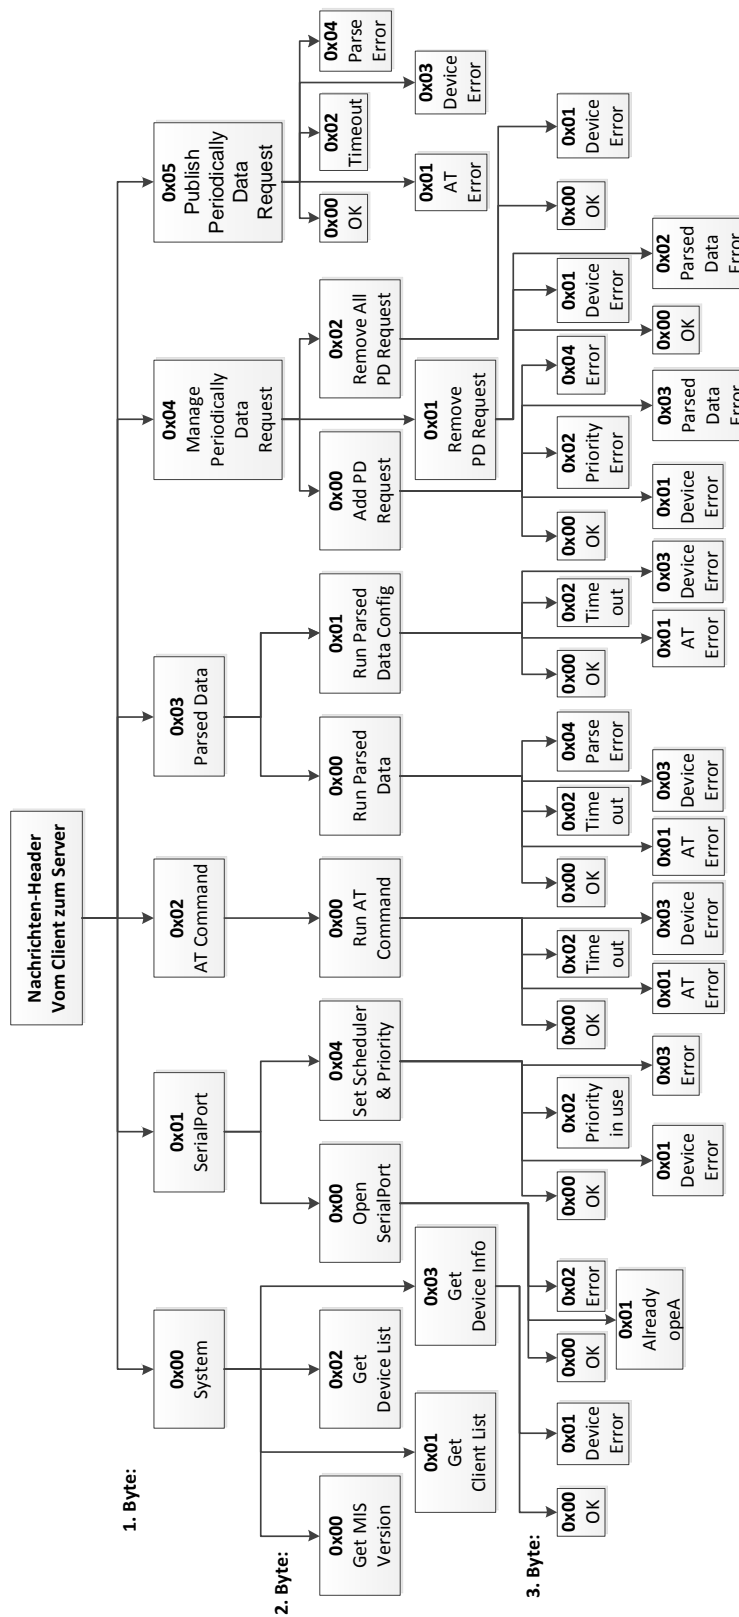 Nachrichten-Header
Vom Client zum Server
1. Byte:
0x00
System
0x01
SerialPort
0x02
AT Command
0x03
Parsed Data
0x04
Manage
Periodically
Data
Request
0x05
Publish
Periodically
Data
Request
2. Byte:
0x00
Get MIS
Version
0x01
Get
Client List
0x02
Get
Device List
0x03
Get
Device Info
0x00
Open
SerialPort
0x04
Set Scheduler
& Priority
0x00
Run AT
Command
0x00
Run Parsed
Data
0x01
Run Parsed
Data Config
0x00
Add PD
Request
0x01
Remove
PD Request
0x02
Remove All
PD Request
0x00
OK
0x01
AT
Error
0x02
Timeout
0x03
Device
Error
0x04
Parse
Error
3. Byte:
0x00
OK
0x01
Device
Error
0x00
OK
0x01
Already
opeA
0x02
Error
0x00
OK
0x01
Device
Error
0x02
Priority
in use
0x03
Error
0x00
OK
0x01
AT
Error
0x02
Time
out
0x03
Device
Error
0x00
OK
0x01
AT
Error
0x02
Time
out
0x03
Device
Error
0x04
Parse
Error
0x00
OK
0x01
AT
Error
0x02
Time
out
0x03
Device
Error
0x00
OK
0x01
Device
Error
0x02
Priority
Error
0x03
Parsed
Data
Error
0x04
Error
0x00
OK
0x01
Device
Error
0x02
Parsed
Data
Error
0x00
OK
0x01
Device
Error